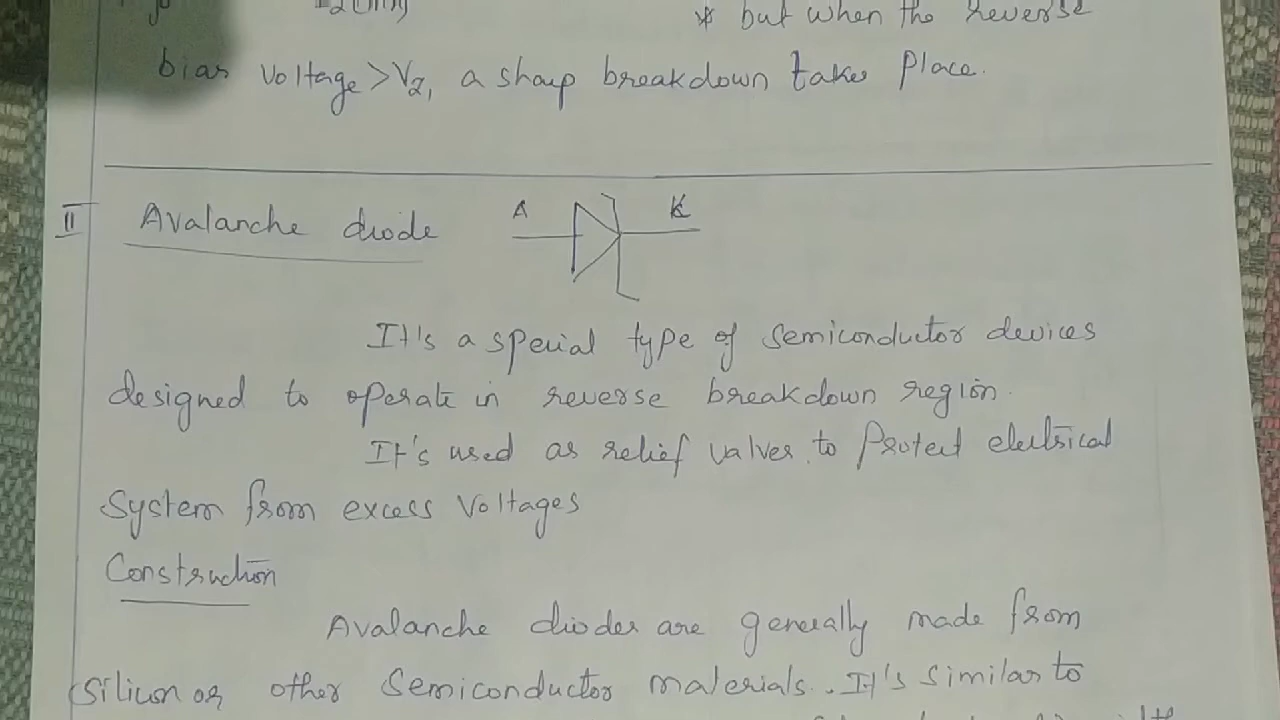 * but when the reverse
bias voltage > V2, a sharp breakdown takes place.
II Avalanche diode A K
It's a special type of semiconductor devices
designed to operate in reverse breakdown region.
It's used as relief valves to protect electrical
system from excess voltages
Construction
Avalanche diodes are generally made from
silicon or other semiconductor materials. It's similar to